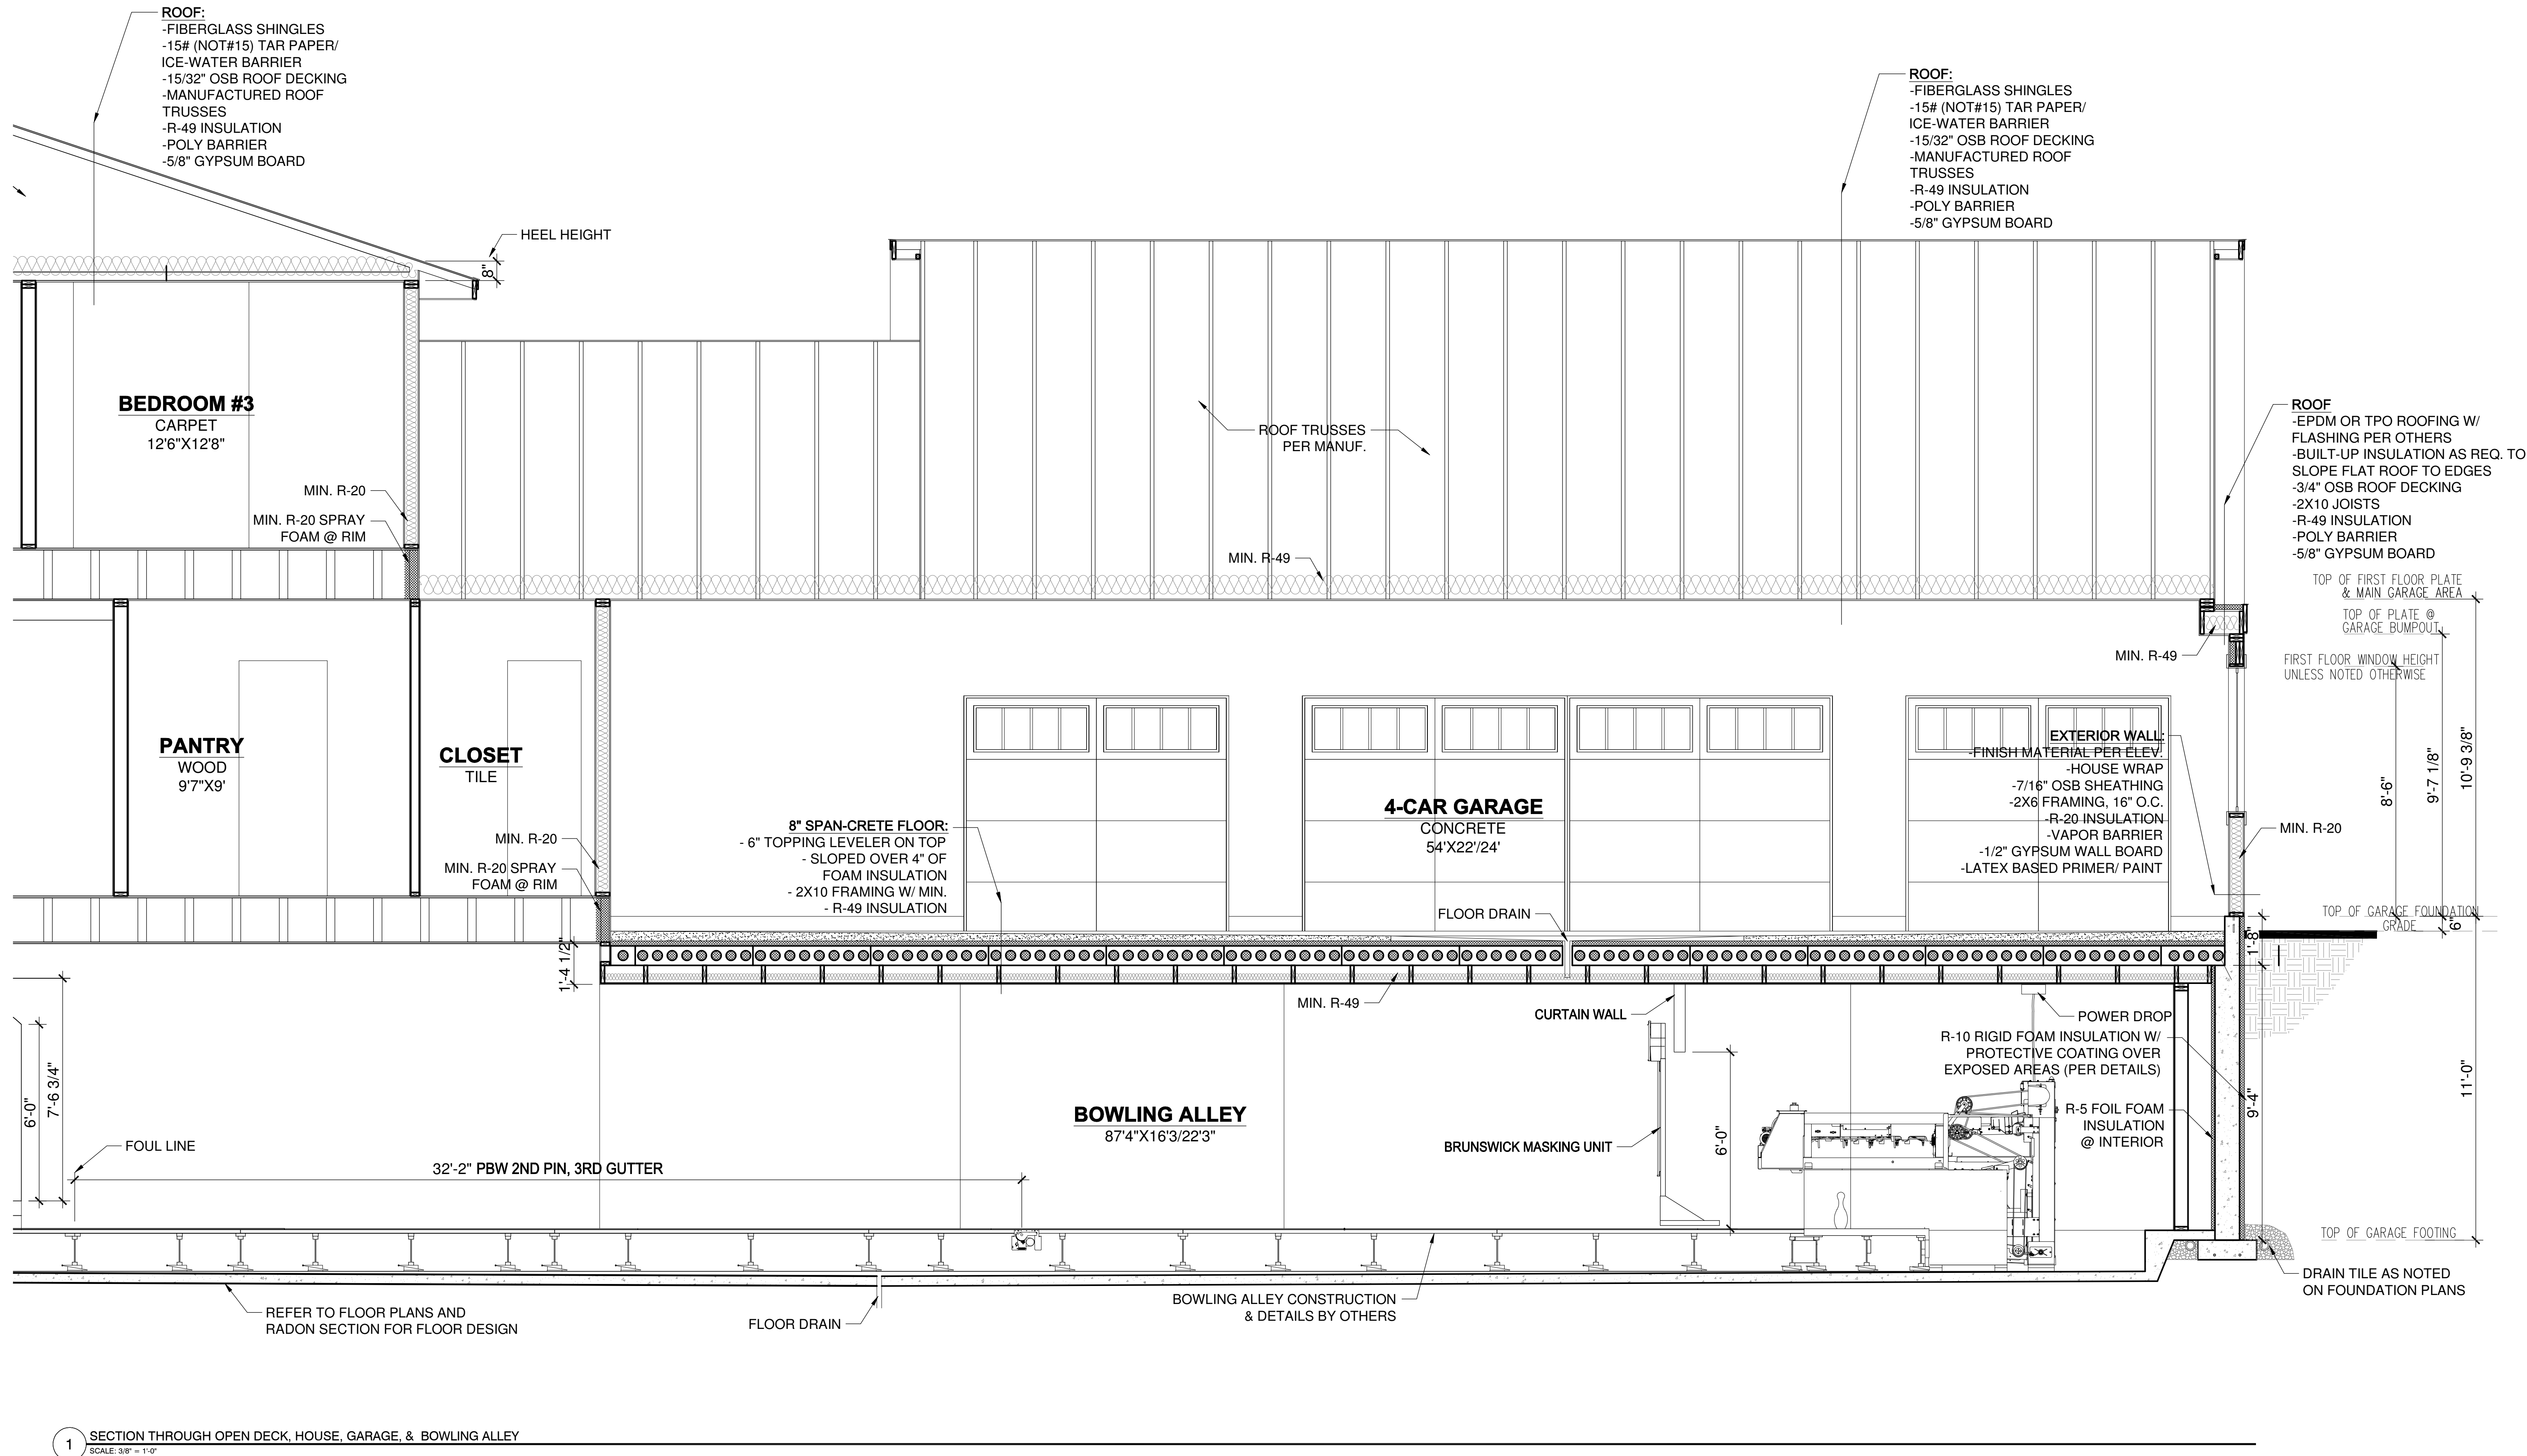 ROOF:
-FIBERGLASS SHINGLES
-15# (NOT#15) TAR PAPER/
ICE-WATER BARRIER
-15/32" OSB ROOF DECKING
-MANUFACTURED ROOF
TRUSSES
-R-49 INSULATION
-POLY BARRIER
-5/8" GYPSUM BOARD
ROOF:
-FIBERGLASS SHINGLES
-15# (NOT#15) TAR PAPER/
ICE-WATER BARRIER
-15/32" OSB ROOF DECKING
-MANUFACTURED ROOF
TRUSSES
-R-49 INSULATION
-POLY BARRIER
-5/8" GYPSUM BOARD
HEEL HEIGHT
8"
BEDROOM #3
CARPET
12'6"X12'8"
MIN. R-20
MIN. R-20 SPRAY
FOAM @ RIM
ROOF TRUSSES
PER MANUF.
MIN. R-49
ROOF
-EPDM OR TPO ROOFING W/
FLASHING PER OTHERS
-BUILT-UP INSULATION AS REQ. TO
SLOPE FLAT ROOF TO EDGES
-3/4" OSB ROOF DECKING
-2X10 JOISTS
-R-49 INSULATION
-POLY BARRIER
-5/8" GYPSUM BOARD
TOP OF FIRST FLOOR PLATE
& MAIN GARAGE AREA
TOP OF PLATE @
GARAGE BUMPOUT
MIN. R-49
FIRST FLOOR WINDOW HEIGHT
UNLESS NOTED OTHERWISE
PANTRY
WOOD
9'7"X9'
CLOSET
TILE
MIN. R-20
MIN. R-20 SPRAY
FOAM @ RIM
8" SPAN-CRETE FLOOR:
- 6" TOPPING LEVELER ON TOP
- SLOPED OVER 4" OF
FOAM INSULATION
- 2X10 FRAMING W/ MIN.
- R-49 INSULATION
4-CAR GARAGE
CONCRETE
54'X22'/24'
FLOOR DRAIN
EXTERIOR WALL:
-FINISH MATERIAL PER ELEV.
-HOUSE WRAP
-7/16" OSB SHEATHING
-2X6 FRAMING, 16" O.C.
-R-20 INSULATION
-VAPOR BARRIER
-1/2" GYPSUM WALL BOARD
-LATEX BASED PRIMER/ PAINT
MIN. R-20
8'-6"
9'-7 1/8"
10'-9 3/8"
TOP OF GARAGE FOUNDATION
GRADE
6"
1'-8"
1'-4 1/2"
MIN. R-49
CURTAIN WALL
POWER DROP
R-10 RIGID FOAM INSULATION W/
PROTECTIVE COATING OVER
EXPOSED AREAS (PER DETAILS)
R-5 FOIL FOAM
INSULATION
@ INTERIOR
9'-4"
11'-0"
6'-0"
7'-6 3/4"
FOUL LINE
32'-2" PBW 2ND PIN, 3RD GUTTER
BOWLING ALLEY
87'4"X16'3/22'3"
BRUNSWICK MASKING UNIT
6'-0"
TOP OF GARAGE FOOTING
DRAIN TILE AS NOTED
ON FOUNDATION PLANS
REFER TO FLOOR PLANS AND
RADON SECTION FOR FLOOR DESIGN
FLOOR DRAIN
BOWLING ALLEY CONSTRUCTION
& DETAILS BY OTHERS
1
SECTION THROUGH OPEN DECK, HOUSE, GARAGE, & BOWLING ALLEY
SCALE: 3/8" = 1'-0"